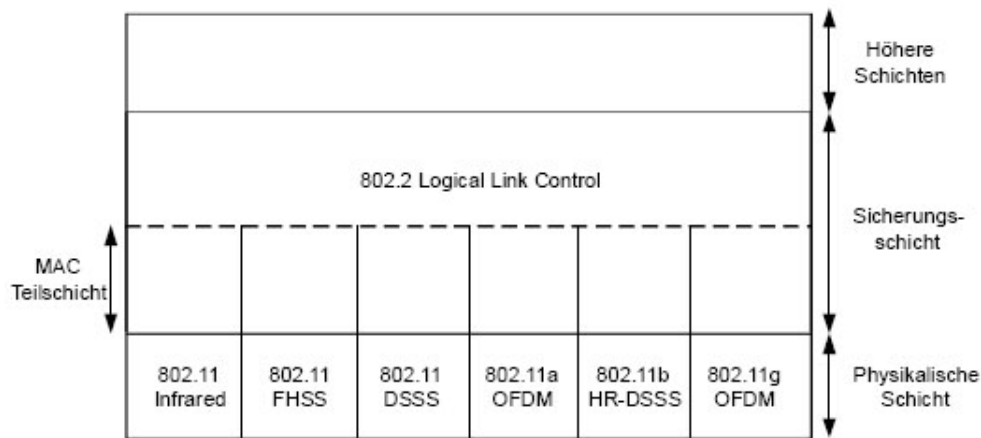 Höhere
Schichten
802.2 Logical Link Control
Sicherungs-
schicht
MAC
Teilschicht
802.11
Infrared
802.11
FHSS
802.11
DSSS
802.11a
OFDM
802.11b
HR-DSSS
802.11g
OFDM
Physikalische
Schicht